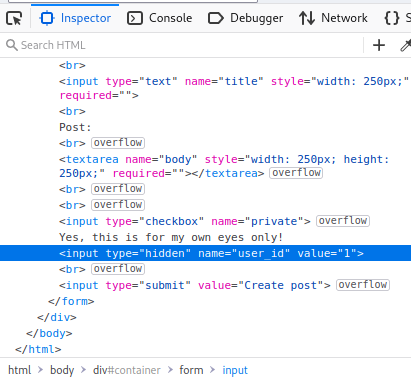 Inspector Console Debugger Network
Search HTML
<br>
<input type="text" name="title" style="width: 250px;"
required="">
<br>
Post:
<br> overflow
<textarea name="body" style="width: 250px; height:
250px;" required=""></textarea> overflow
<br> overflow
<br> overflow
<input type="checkbox" name="private"> overflow
Yes, this is for my own eyes only!
<input type="hidden" name="user_id" value="1">
<br> overflow
<input type="submit" value="Create post"> overflow
</form>
</div>
</body>
</html>
html body div#container form input